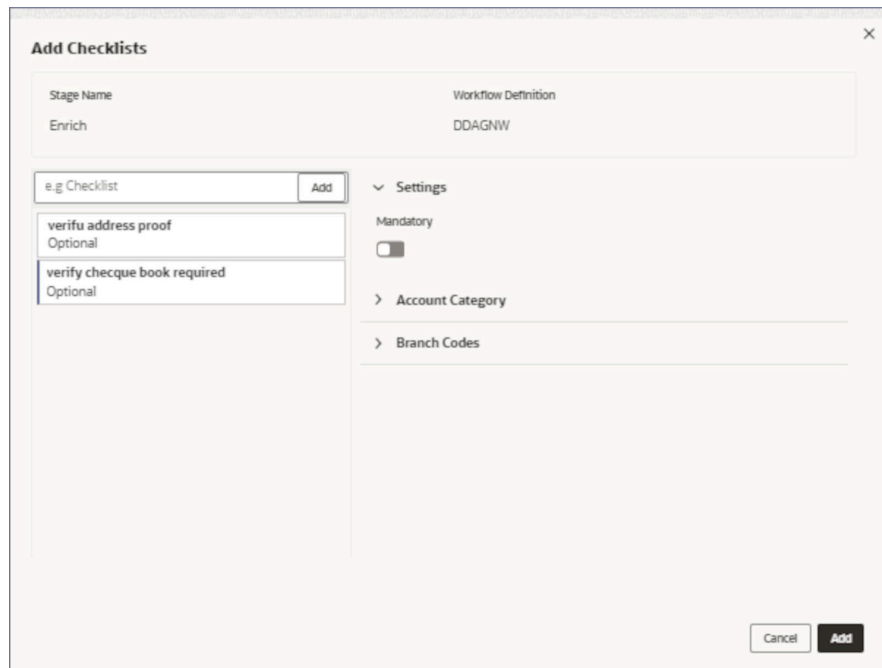 Add Checklists
Stage Name
Workflow Definition
Enrich
DDAGNW
e.g Checklist
Add
verifu address proof
Optional
verify checque book required
Optional
Settings
Mandatory
Account Category
Branch Codes
Cancel
Add